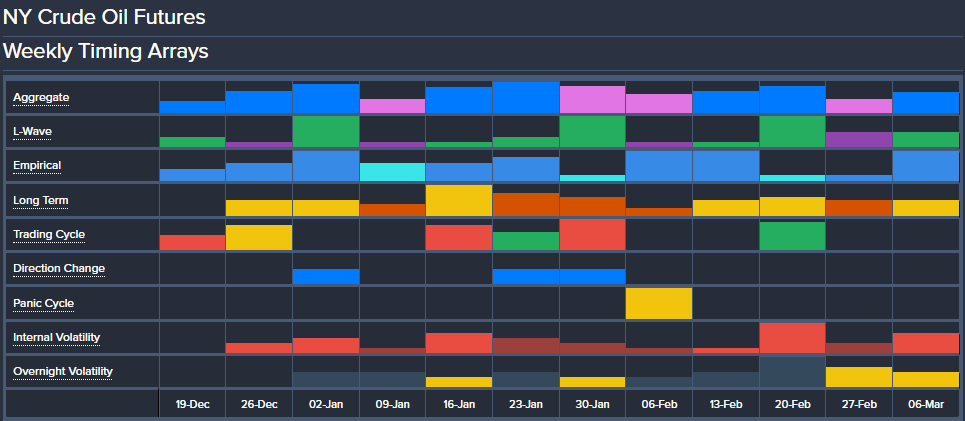 NY Crude Oil Futures
Weekly Timing Arrays
Aggregate
L-Wave
Empirical
Long Term
Trading Cycle
Direction Change
Panic Cycle
Internal Volatility
Overnight Volatility
19-Dec 26-Dec 02-Jan 09-Jan 16-Jan 23-Jan 30-Jan 06-Feb 13-Feb 20-Feb 27-Feb 06-Mar